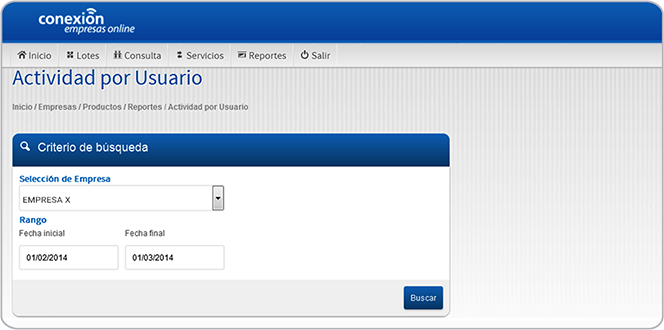 conexión
empresas online
Inicio Lotes Consulta Servicios Reportes Salir
Actividad por Usuario
Inicio / Empresas / Productos / Reportes / Actividad por Usuario
Criterio de búsqueda
Selección de Empresa
EMPRESA X
Rango
Fecha inicial Fecha final
01/02/2014 01/03/2014
Buscar